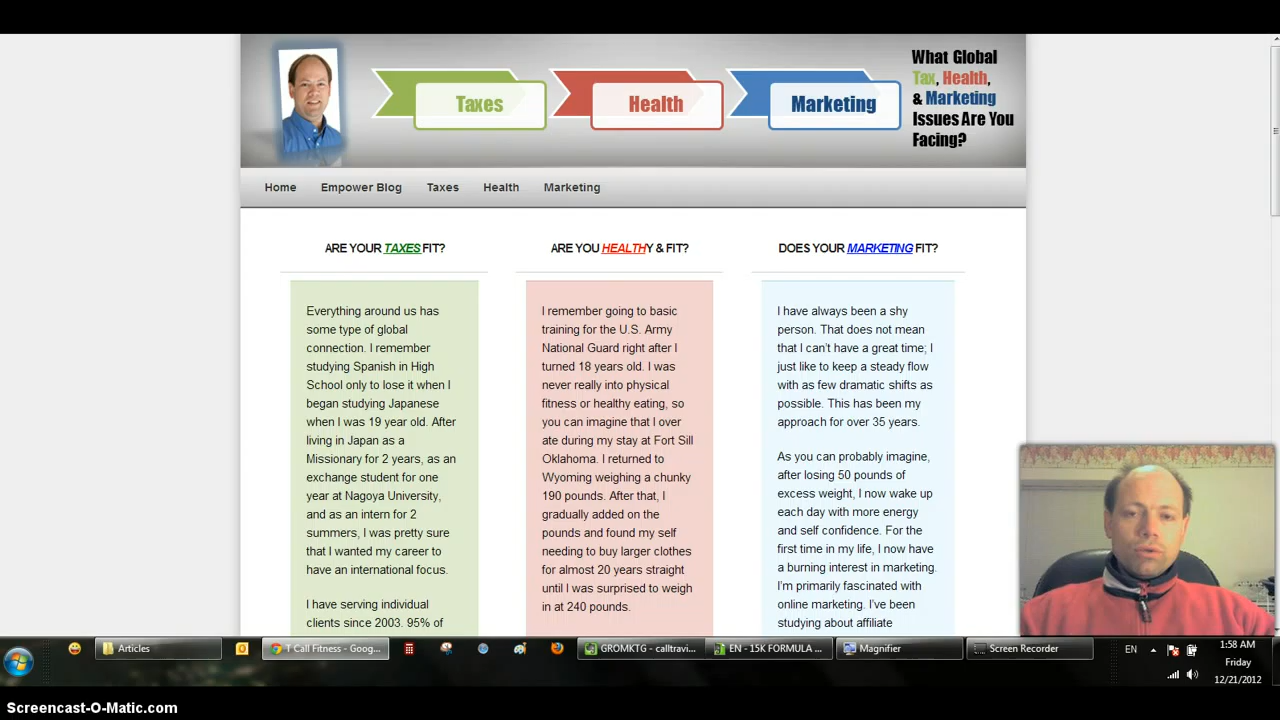 Taxes
Health
Marketing
What Global
Tax, Health,
& Marketing
Issues Are You
Facing?
Home
Empower Blog
Taxes
Health
Marketing
ARE YOUR TAXES FIT?
Everything around us has
some type of global
connection. I remember
studying Spanish in High
School only to lose it when I
began studying Japanese
when I was 19 year old. After
living in Japan as a
Missionary for 2 years, as an
exchange student for one
year at Nagoya University,
and as an intern for 2
summers, I was pretty sure
that I wanted my career to
have an international focus.
I have serving individual
clients since 2003. 95% of
ARE YOU HEALTHY & FIT?
I remember going to basic
training for the U.S. Army
National Guard right after I
turned 18 years old. I was
never really into physical
fitness or healthy eating, so
you can imagine that I over
ate during my stay at Fort Sill
Oklahoma. I returned to
Wyoming weighing a chunky
190 pounds. After that, I
gradually added on the
pounds and found my self
needing to buy larger clothes
for almost 20 years straight
until I was surprised to weigh
in at 240 pounds.
DOES YOUR MARKETING FIT?
I have always been a shy
person. That does not mean
that I can't have a great time; I
just like to keep a steady flow
with as few dramatic shifts as
possible. This has been my
approach for over 35 years.
As you can probably imagine,
after losing 50 pounds of
excess weight, I now wake up
each day with more energy
and self confidence. For the
first time in my life, I now have
a burning interest in marketing.
I'm primarily fascinated with
online marketing. I've been
studying about affiliate
Articles
T Call Fitness - Goog...
GROMKTG - calltravi...
EN - 15K FORMULA ...
Magnifier
Screen Recorder
EN
1:58 AM
Friday
12/21/2012
Screencast-O-Matic.com